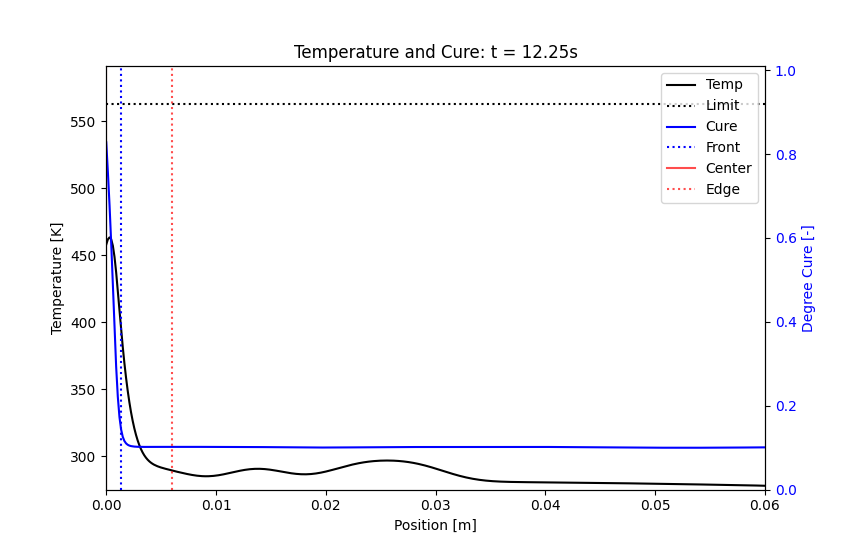 Temperature and Cure: t = 12.25s
Temperature [K]
550
500
450
400
350
300
Temp
Limit
Cure
Front
Center
Edge
1.0
0.8
0.6
0.4
0.2
0.0
Degree Cure [-]
0.00 0.01 0.02 0.03 0.04 0.05 0.06
Position [m]